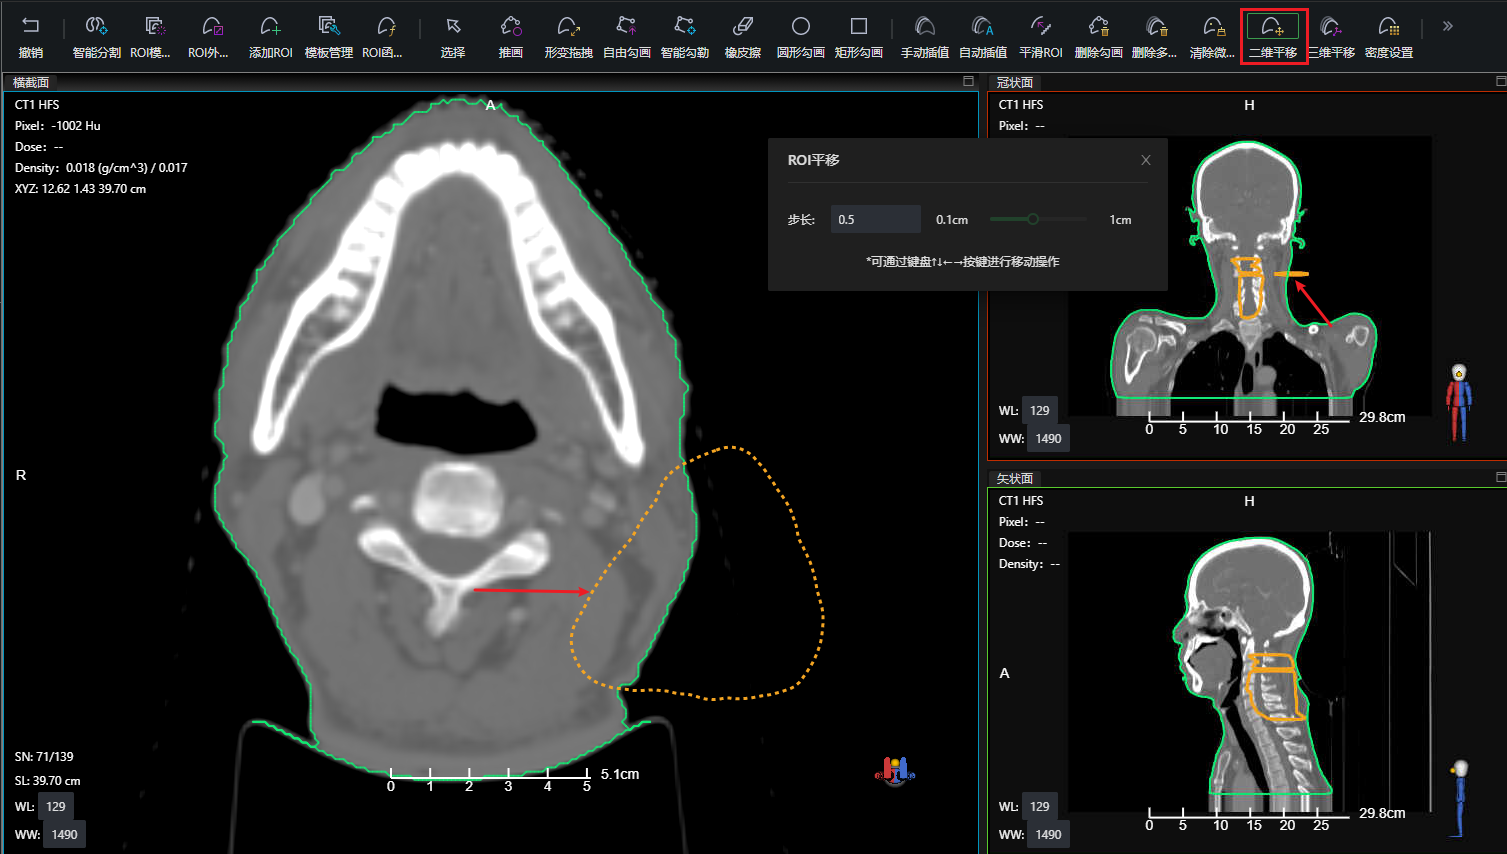 撤销 智能分割 ROI模... ROI外... 添加ROI 模板管理 ROI函... 选择 推画 形变拖拽 自由勾画 智能勾勒 橡皮擦 圆形勾画 矩形勾画 手动插值 自动插值 平滑ROI 删除勾画 删除多... 清除微... 二维平移 三维平移 密度设置
横截面
CT1 HFS
Pixel: -1002 Hu
Dose: --
Density: 0.018 (g/cm^3) / 0.017
XYZ: 12.62 1.43 39.70 cm
A
R
SN: 71/139
SL: 39.70 cm
WL: 129
WW: 1490
0 1 2 3 4 5 5.1cm
ROI平移
步长: 0.5 0.1cm 1cm
*可通过键盘↑↓←→按键进行移动操作
冠状面
CT1 HFS
Pixel: --
H
WL: 129
WW: 1490
0 5 10 15 20 25 29.8cm
矢状面
CT1 HFS
Pixel: --
Dose: --
Density: --
H
A
WL: 129
WW: 1490
0 5 10 15 20 25 29.8cm